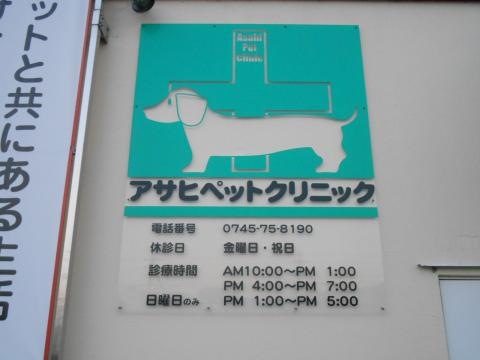 ットと共にある生活
Asahi
Pet
Clinic
アサヒペットクリニック
電話番号 0745-75-8190
休診日 金曜日・祝日
診療時間 AM10:00～PM 1:00
PM 4:00～PM 7:00
日曜日のみ PM 1:00～PM 5:00